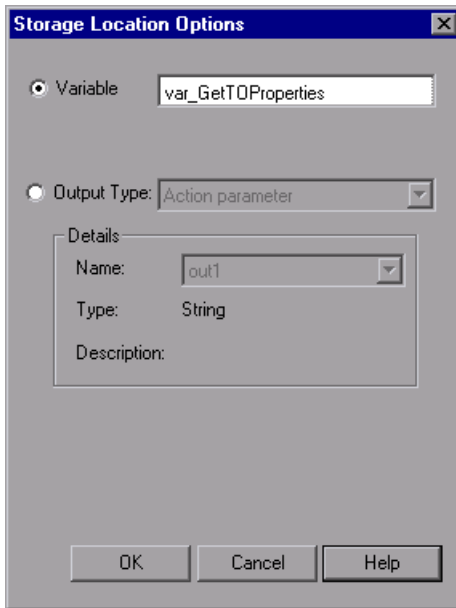 Storage Location Options
Variable var_GetTOProperties
Output Type: Action parameter
Details
Name: out1
Type: String
Description:
OK Cancel Help